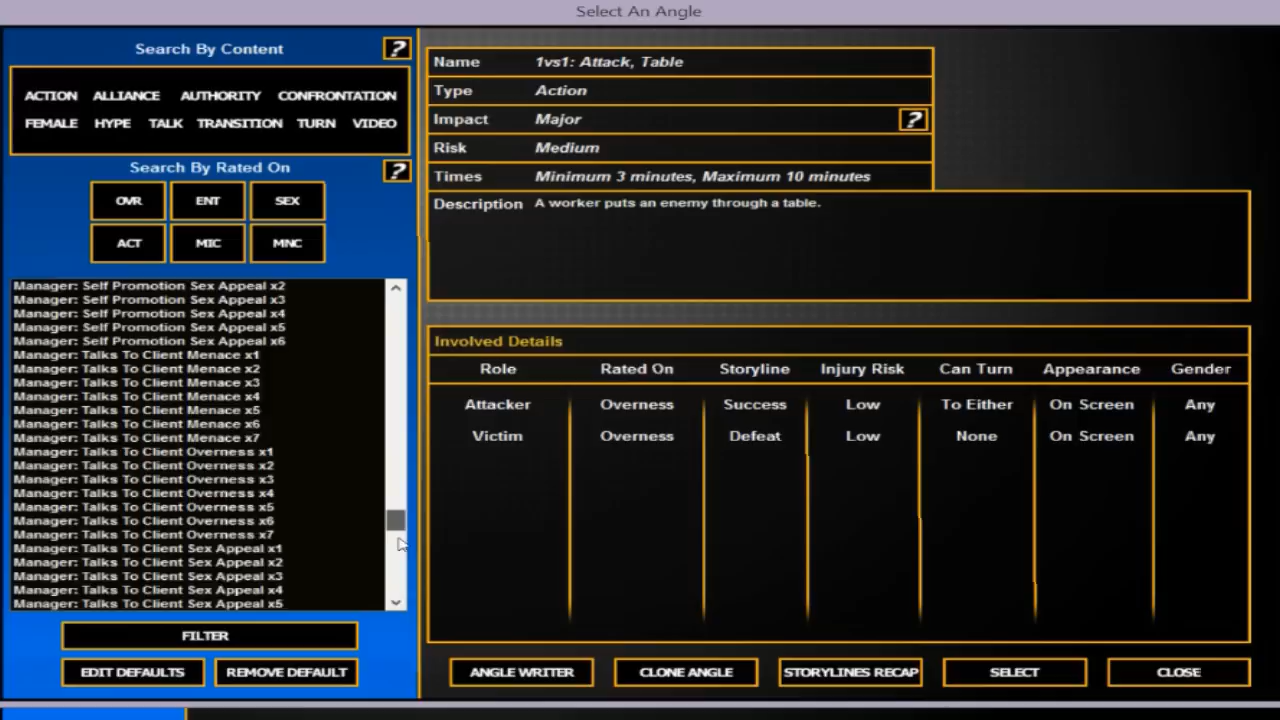 Select An Angle
Search By Content
?
ACTION ALLIANCE AUTHORITY CONFRONTATION
FEMALE HYPE TALK TRANSITION TURN VIDEO
Search By Rated On
?
OVR ENT SEX
ACT MIC MNC
Manager: Self Promotion Sex Appeal x2
Manager: Self Promotion Sex Appeal x3
Manager: Self Promotion Sex Appeal x4
Manager: Self Promotion Sex Appeal x5
Manager: Self Promotion Sex Appeal x6
Manager: Talks To Client Menace x1
Manager: Talks To Client Menace x2
Manager: Talks To Client Menace x3
Manager: Talks To Client Menace x4
Manager: Talks To Client Menace x5
Manager: Talks To Client Menace x6
Manager: Talks To Client Menace x7
Manager: Talks To Client Overness x1
Manager: Talks To Client Overness x2
Manager: Talks To Client Overness x3
Manager: Talks To Client Overness x4
Manager: Talks To Client Overness x5
Manager: Talks To Client Overness x6
Manager: Talks To Client Overness x7
Manager: Talks To Client Sex Appeal x1
Manager: Talks To Client Sex Appeal x2
Manager: Talks To Client Sex Appeal x3
Manager: Talks To Client Sex Appeal x4
Manager: Talks To Client Sex Appeal x5
FILTER
EDIT DEFAULTS REMOVE DEFAULT
Name 1vs1: Attack, Table
Type Action
Impact Major ?
Risk Medium
Times Minimum 3 minutes, Maximum 10 minutes
Description A worker puts an enemy through a table.
Involved Details
Role Rated On Storyline Injury Risk Can Turn Appearance Gender
Attacker Overness Success Low To Either On Screen Any
Victim Overness Defeat Low None On Screen Any
ANGLE WRITER CLONE ANGLE STORYLINES RECAP SELECT CLOSE